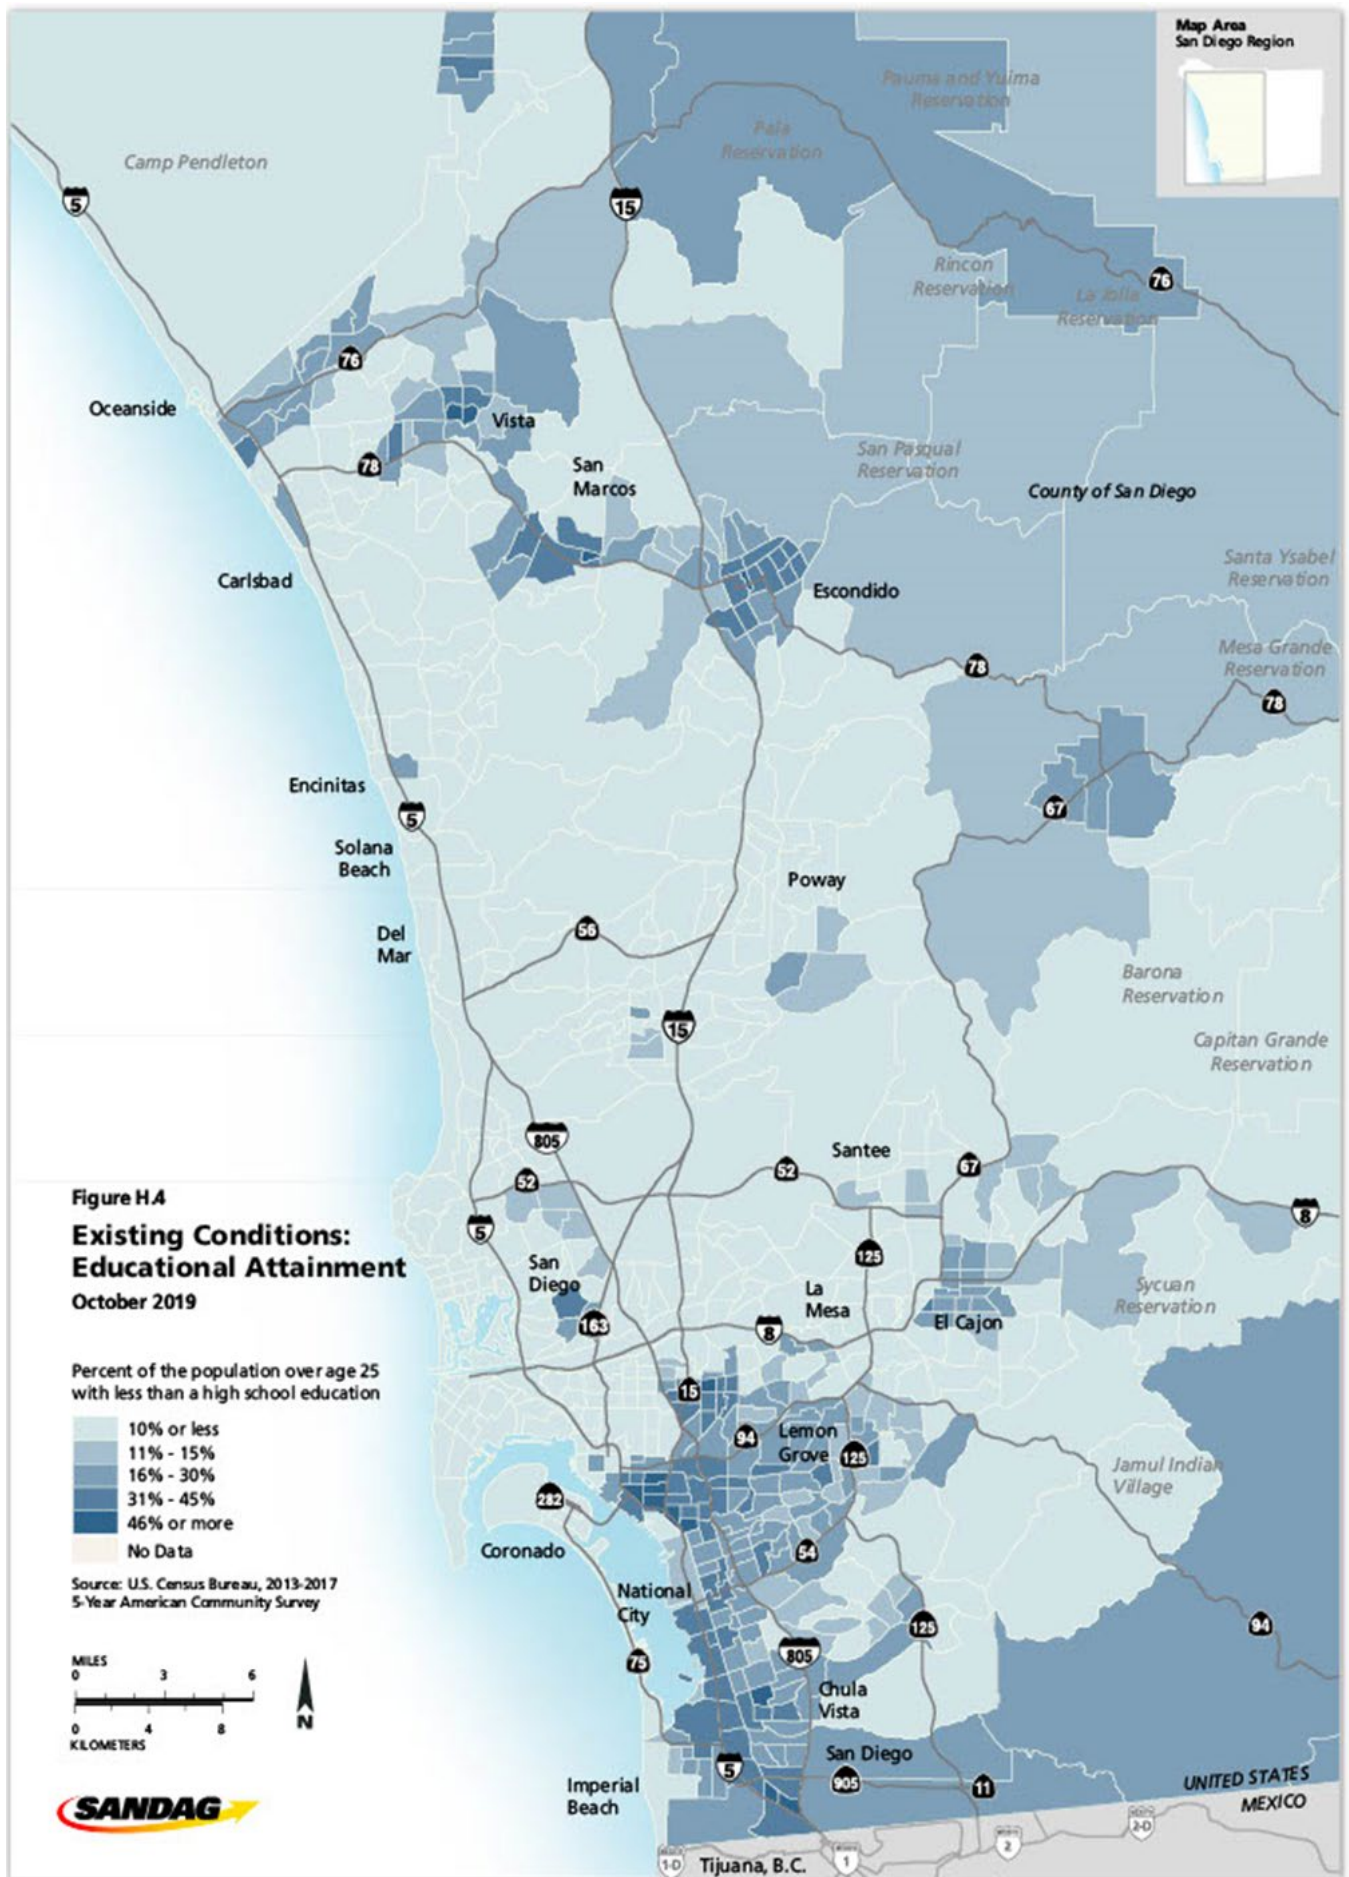 Map Area
San Diego Region
Pauma and Yuima
Reservation
Pala
Reservation
Camp Pendleton
5
15
Rincon
Reservation
La Jolla
Reservation
76
76
Oceanside
Vista
78
San
Marcos
San Pasqual
Reservation
County of San Diego
Santa Ysabel
Reservation
Carlsbad
Escondido
Mesa Grande
Reservation
78
78
Encinitas
5
67
Solana
Beach
Poway
56
Del
Mar
Barona
Reservation
15
Capitan Grande
Reservation
805
Santee
52
67
52
5
8
125
San
Diego
La
Mesa
Sycuan
Reservation
163
8
El Cajon
15
94
Lemon
Grove
125
Jamul Indian
Village
282
Coronado
54
National
City
125
94
805
75
Chula
Vista
San Diego
5
905
11
Imperial
Beach
UNITED STATES
MEXICO
1-D
Tijuana, B.C.
1
2
2-D
Figure H.4
Existing Conditions:
Educational Attainment
October 2019
Percent of the population over age 25
with less than a high school education
10% or less
11% - 15%
16% - 30%
31% - 45%
46% or more
No Data
Source: U.S. Census Bureau, 2013-2017
5-Year American Community Survey
MILES
0 3 6
0 4 8
KILOMETERS
N
SANDAG